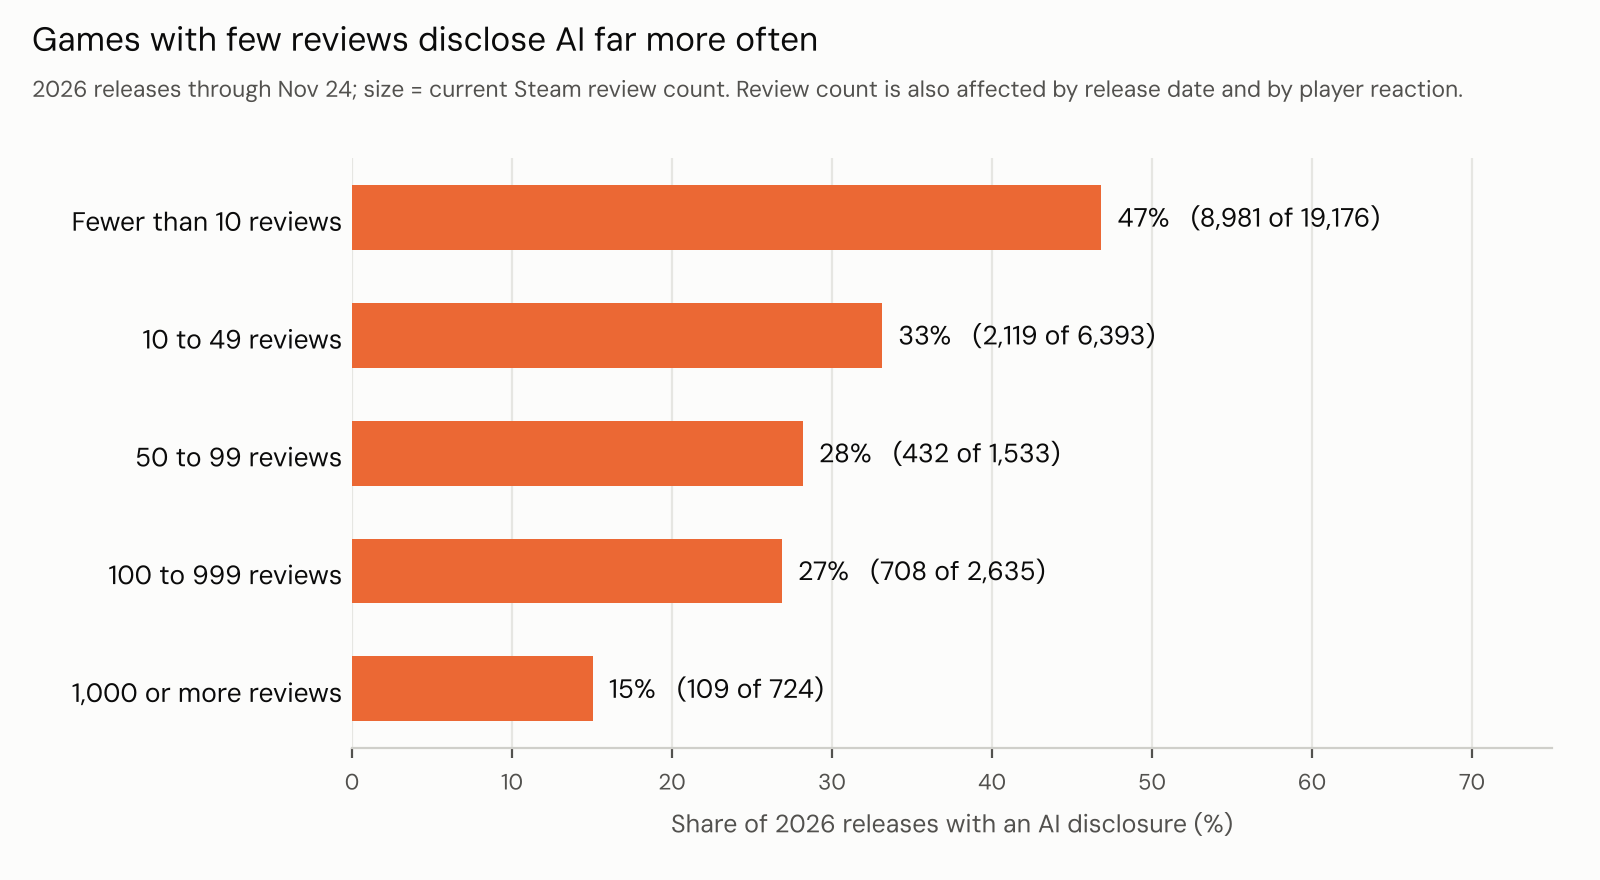 Games with few reviews disclose AI far more often
2026 releases through Nov 24; size = current Steam review count. Review count is also affected by release date and by player reaction.
Fewer than 10 reviews 47% (8,981 of 19,176)
10 to 49 reviews 33% (2,119 of 6,393)
50 to 99 reviews 28% (432 of 1,533)
100 to 999 reviews 27% (708 of 2,635)
1,000 or more reviews 15% (109 of 724)
0 10 20 30 40 50 60 70
Share of 2026 releases with an AI disclosure (%)